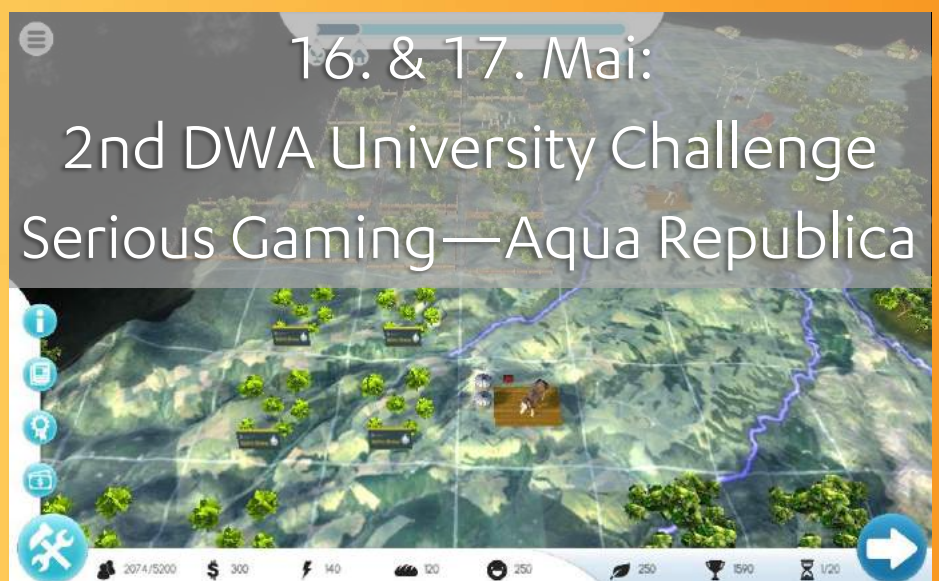 16. & 17. Mai:
2nd DWA University Challenge
Serious Gaming—Aqua Republica
2074/5200 $ 300 140 120 250 250 1590 1/20